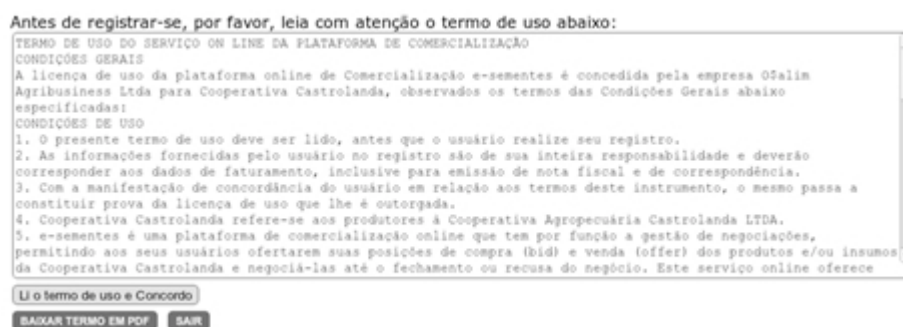 Antes de registrar-se, por favor, leia com atenção o termo de uso abaixo:
TERMO DE USO DO SERVIÇO ON LINE DA PLATAFORMA DE COMERCIALIZAÇÃO
CONDIÇÕES GERAIS
A licença de uso da plataforma online de Comercialização e-sementes é concedida pela empresa OSalim
Agribusiness Ltda para Cooperativa Castrolanda, observados os termos das Condições Gerais abaixo
especificadas:
CONDIÇÕES DE USO
1. O presente termo de uso deve ser lido, antes que o usuário realize seu registro.
2. As informações fornecidas pelo usuário no registro são de sua inteira responsabilidade e deverão
corresponder aos dados de faturamento, inclusive para emissão de nota fiscal e de correspondência.
3. Com a manifestação de concordância do usuário em relação aos termos deste instrumento, o mesmo passa a
constituir prova da licença de uso que lhe é outorgada.
4. Cooperativa Castrolanda refere-se aos produtores à Cooperativa Agropecuária Castrolanda LTDA.
5. e-sementes é uma plataforma de comercialização online que tem por função a gestão de negociações,
permitindo aos seus usuários ofertarem suas posições de compra (bid) e venda (offer) dos produtos e/ou insumos
da Cooperativa Castrolanda e negociá-las até o fechamento ou recusa do negócio. Este serviço online oferece
Li o termo de uso e Concordo
BAIXAR TERMO EM PDF SAIR